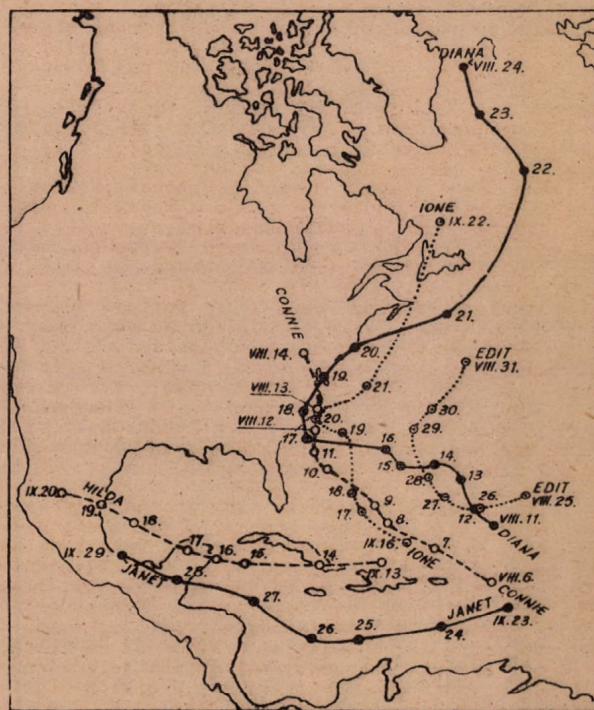 DIANA
VIII. 24.
23.
22.
IONE
IX. 22.
21.
CONNIE
VIII. 14.
20.
19.
EDIT
VIII. 31.
VIII. 13.
21.
18.
20.
30.
VIII. 12
19.
29.
17.
16.
11.
15.
14.
10.
28.
13
HILDA
IX. 20
18.
27.
26.
EDIT
VIII. 25.
19.
9.
12.
18.
17.
8.
VIII. 11.
DIANA
IX. 16.
IONE
7.
17.
16.
15.
14.
IX. 13
IX. 29
JANET
28.
VIII. 6.
CONNIE
27.
JANET
IX. 23.
26.
25.
24.